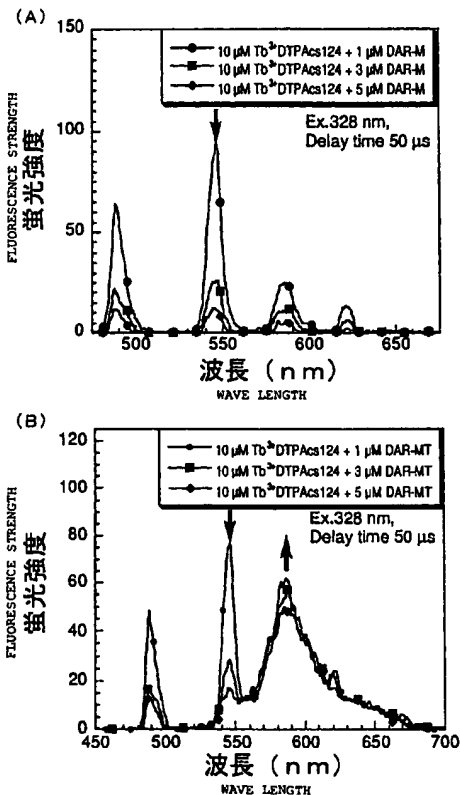 (A)
FLUORESCENCE STRENGTH
蛍光強度
150
100
50
0
10 μM Tb³⁺DTPAcs124 + 1 μM DAR-M
10 μM Tb³⁺DTPAcs124 + 3 μM DAR-M
10 μM Tb³⁺DTPAcs124 + 5 μM DAR-M
Ex.328 nm,
Delay time 50 μs
500 550 600 650
波長 (nm)
WAVE LENGTH
(B)
FLUORESCENCE STRENGTH
蛍光強度
120
100
80
60
40
20
0
10 μM Tb³⁺DTPAcs124 + 1 μM DAR-MT
10 μM Tb³⁺DTPAcs124 + 3 μM DAR-MT
10 μM Tb³⁺DTPAcs124 + 5 μM DAR-MT
Ex.328 nm,
Delay time 50 μs
450 500 550 600 650 700
波長 (nm)
WAVE LENGTH